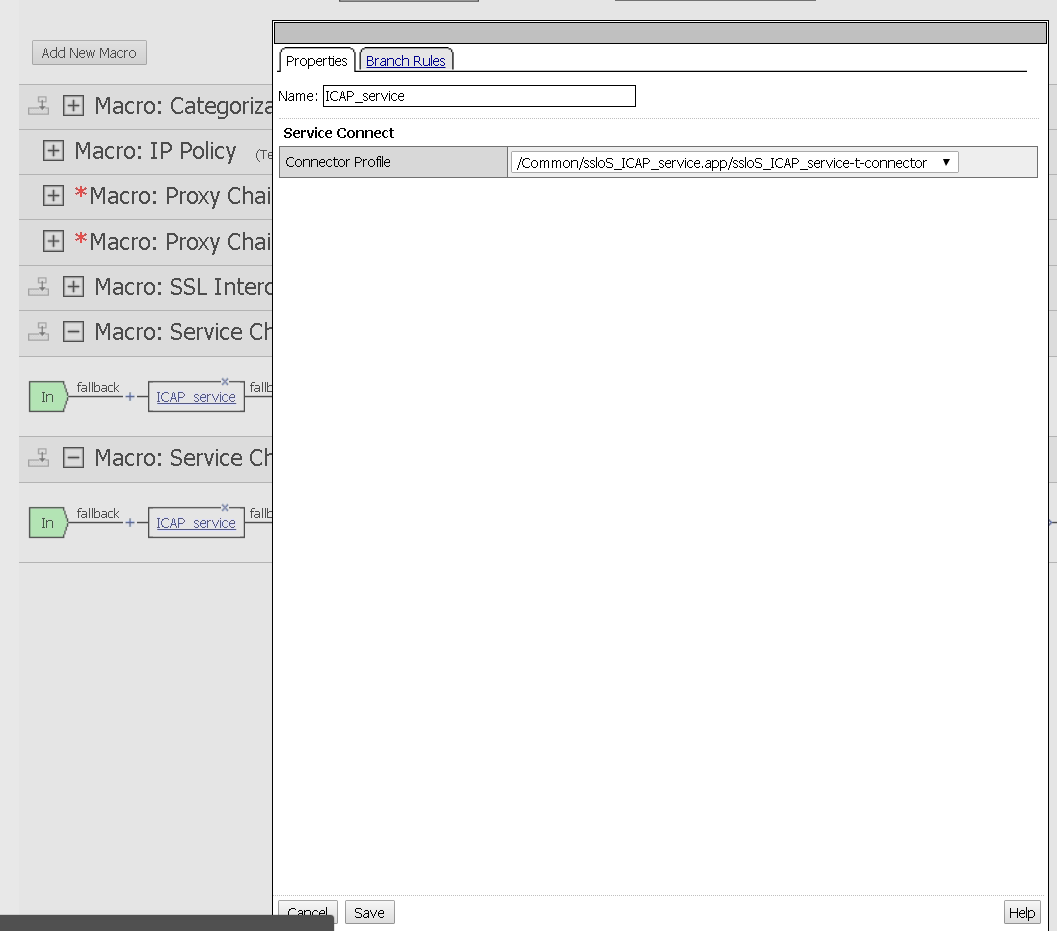 Add New Macro
Properties
Branch Rules
Name: ICAP_service
Service Connect
Connector Profile
/Common/ssloS_ICAP_service.app/ssloS_ICAP_service-t-connector
Macro: Categoriza
Macro: IP Policy (Te
*Macro: Proxy Chai
*Macro: Proxy Chai
Macro: SSL Interc
Macro: Service Ch
In
fallback
+
ICAP_service
x
fallb
Macro: Service Ch
In
fallback
+
ICAP_service
x
fallb
Cancel
Save
Help